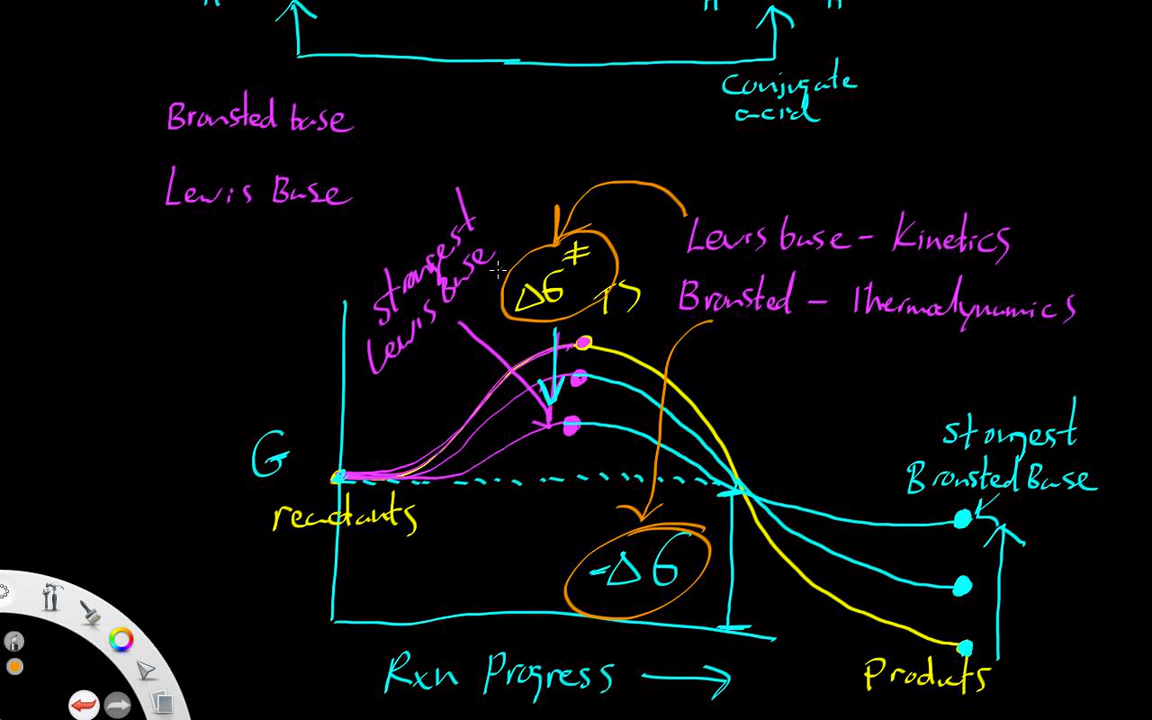 Conjugate
acid
Bronsted base
Lewis Base
strongest
Lewis Base
ΔG‡
Lewis base - Kinetics
Bronsted - Thermodynamics
G
reactants
-ΔG
strongest
Bronsted Base
Rxn Progress
Products